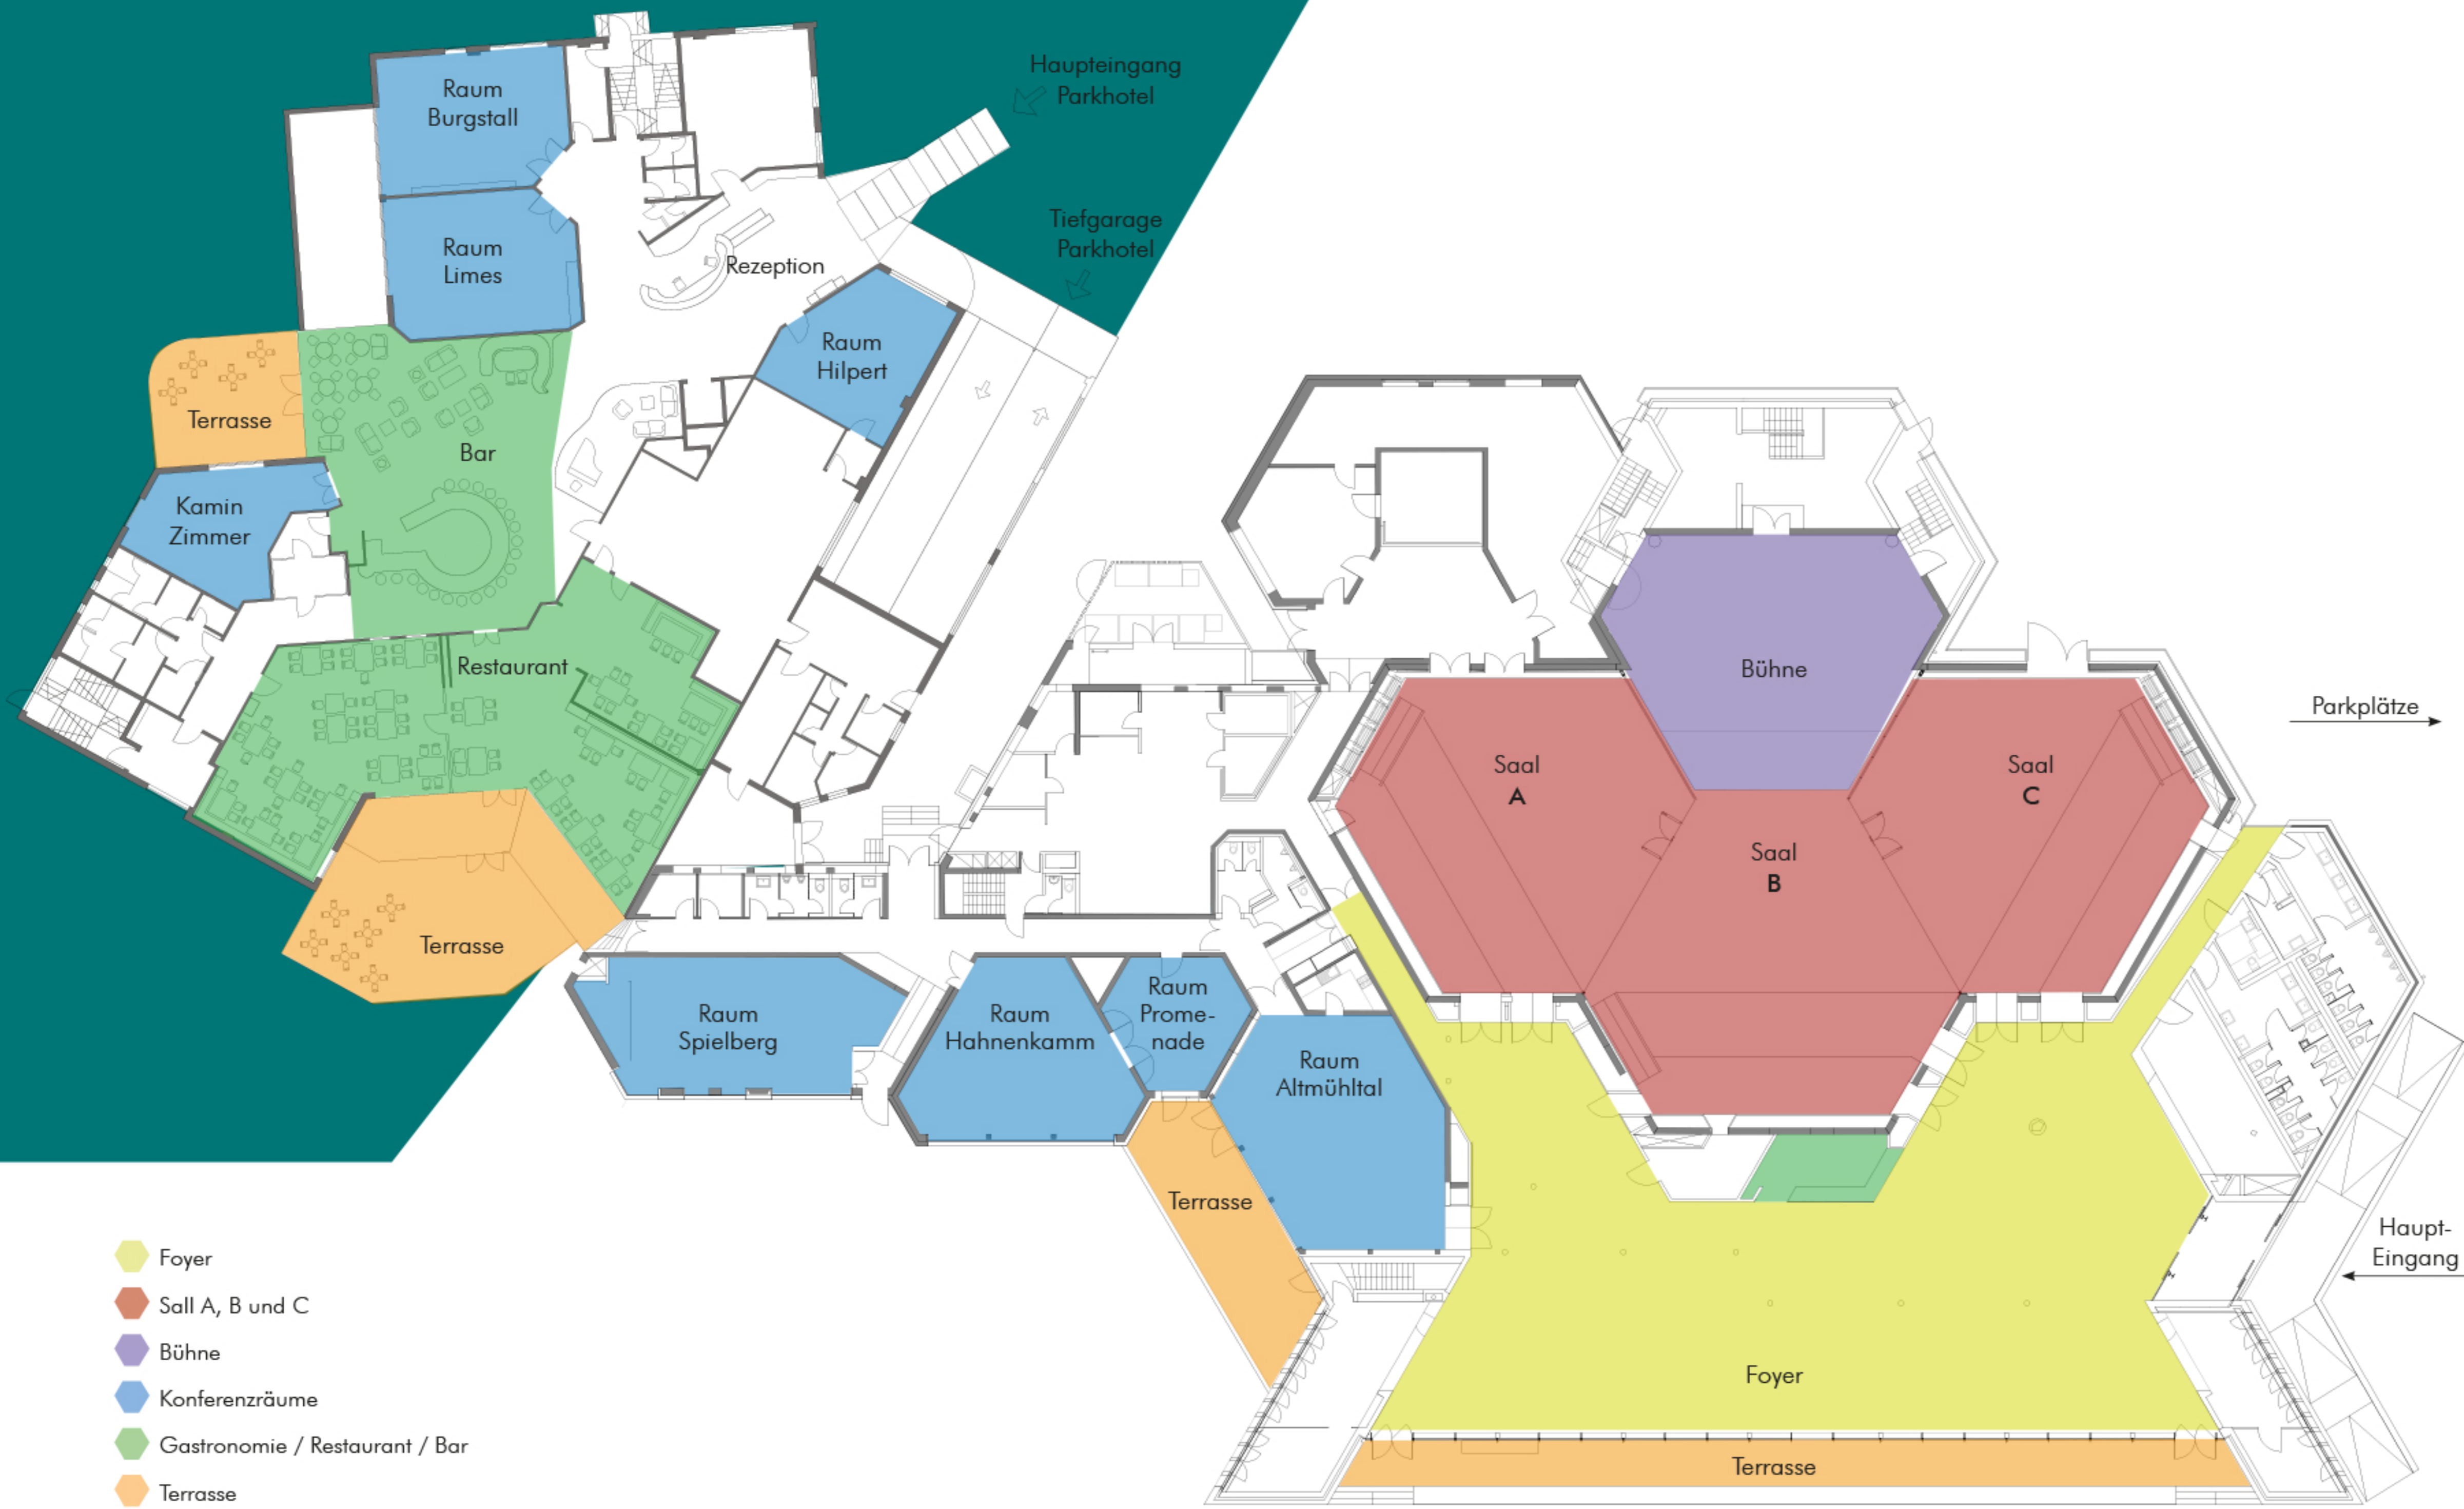 Haupteingang
Parkhotel
Tiefgarage
Parkhotel
Raum
Burgstall
Raum
Limes
Rezeption
Raum
Hilpert
Terrasse
Bar
Kamin
Zimmer
Restaurant
Terrasse
Bühne
Parkplätze
Saal
A
Saal
B
Saal
C
Raum
Spielberg
Raum
Hahnenkamm
Raum
Prome-
nade
Raum
Altmühltal
Terrasse
Haupt-
Eingang
Foyer
Terrasse
Foyer
Sall A, B und C
Bühne
Konferenzräume
Gastronomie / Restaurant / Bar
Terrasse